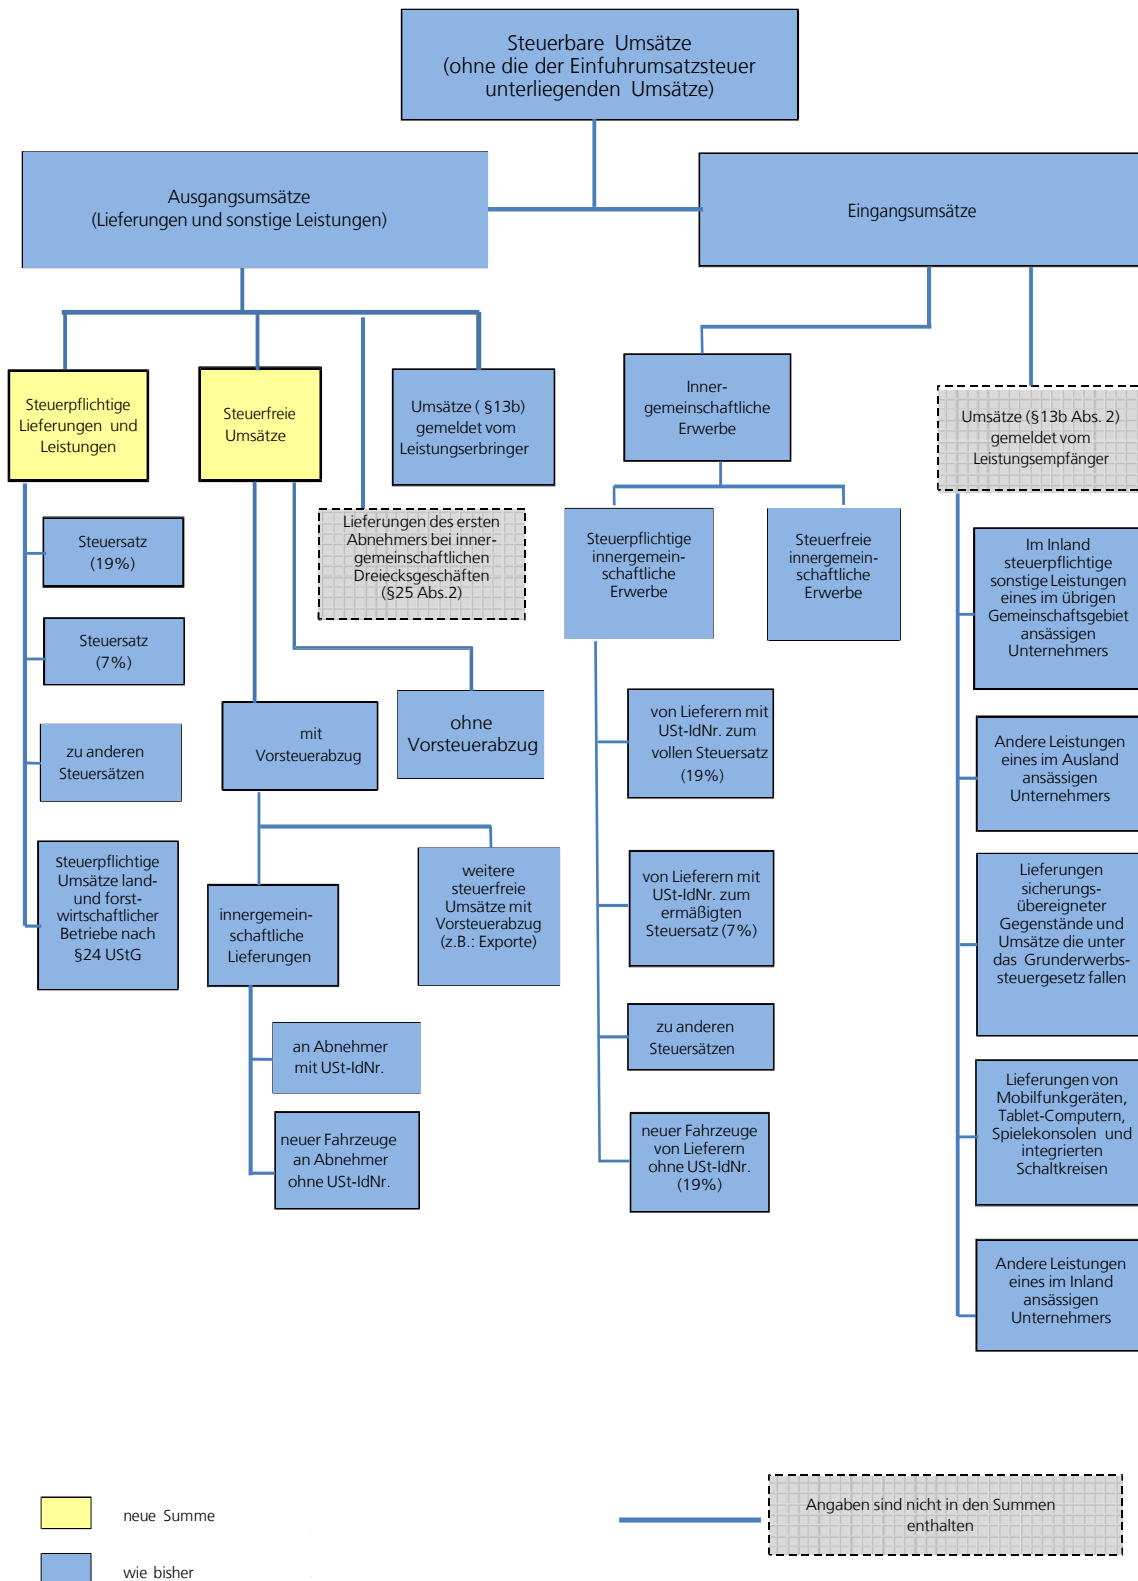 Steuerbare Umsätze
(ohne die der Einfuhrumsatzsteuer
unterliegenden Umsätze)
Ausgangsumsätze
(Lieferungen und sonstige Leistungen)
Eingangsumsätze
Steuerpflichtige
Lieferungen und
Leistungen
Steuerfreie
Umsätze
Umsätze ( §13b)
gemeldet vom
Leistungserbringer
Inner-
gemeinschaftliche
Erwerbe
Umsätze (§13b Abs. 2)
gemeldet vom
Leistungsempfänger
Steuersatz
(19%)
Steuersatz
(7%)
zu anderen
Steuersätzen
Steuerpflichtige
Umsätze land-
und forst-
wirtschaftlicher
Betriebe nach
§24 UStG
Lieferungen des ersten
Abnehmers bei inner-
gemeinschaftlichen
Dreiecksgeschäften
(§25 Abs.2)
mit
Vorsteuerabzug
ohne
Vorsteuerabzug
innergemein-
schaftliche
Lieferungen
weitere
steuerfreie
Umsätze mit
Vorsteuerabzug
(z.B.: Exporte)
an Abnehmer
mit USt-IdNr.
neuer Fahrzeuge
an Abnehmer
ohne USt-IdNr.
Steuerpflichtige
innergemein-
schaftliche
Erwerbe
Steuerfreie
innergemein-
schaftliche
Erwerbe
von Lieferern mit
USt-IdNr. zum
vollen Steuersatz
(19%)
von Lieferern mit
USt-IdNr. zum
ermäßigten
Steuersatz (7%)
zu anderen
Steuersätzen
neuer Fahrzeuge
von Lieferern
ohne USt-IdNr.
(19%)
Im Inland
steuerpflichtige
sonstige Leistungen
eines im übrigen
Gemeinschaftsgebiet
ansässigen
Unternehmers
Andere Leistungen
eines im Ausland
ansässigen
Unternehmers
Lieferungen
sicherungs-
übereigneter
Gegenstände und
Umsätze die unter
das Grunderwerbs-
steuergesetz fallen
Lieferungen von
Mobilfunkgeräten,
Tablet-Computern,
Spielekonsolen und
integrierten
Schaltkreisen
Andere Leistungen
eines im Inland
ansässigen
Unternehmers
neue Summe
Angaben sind nicht in den Summen
enthalten
wie bisher